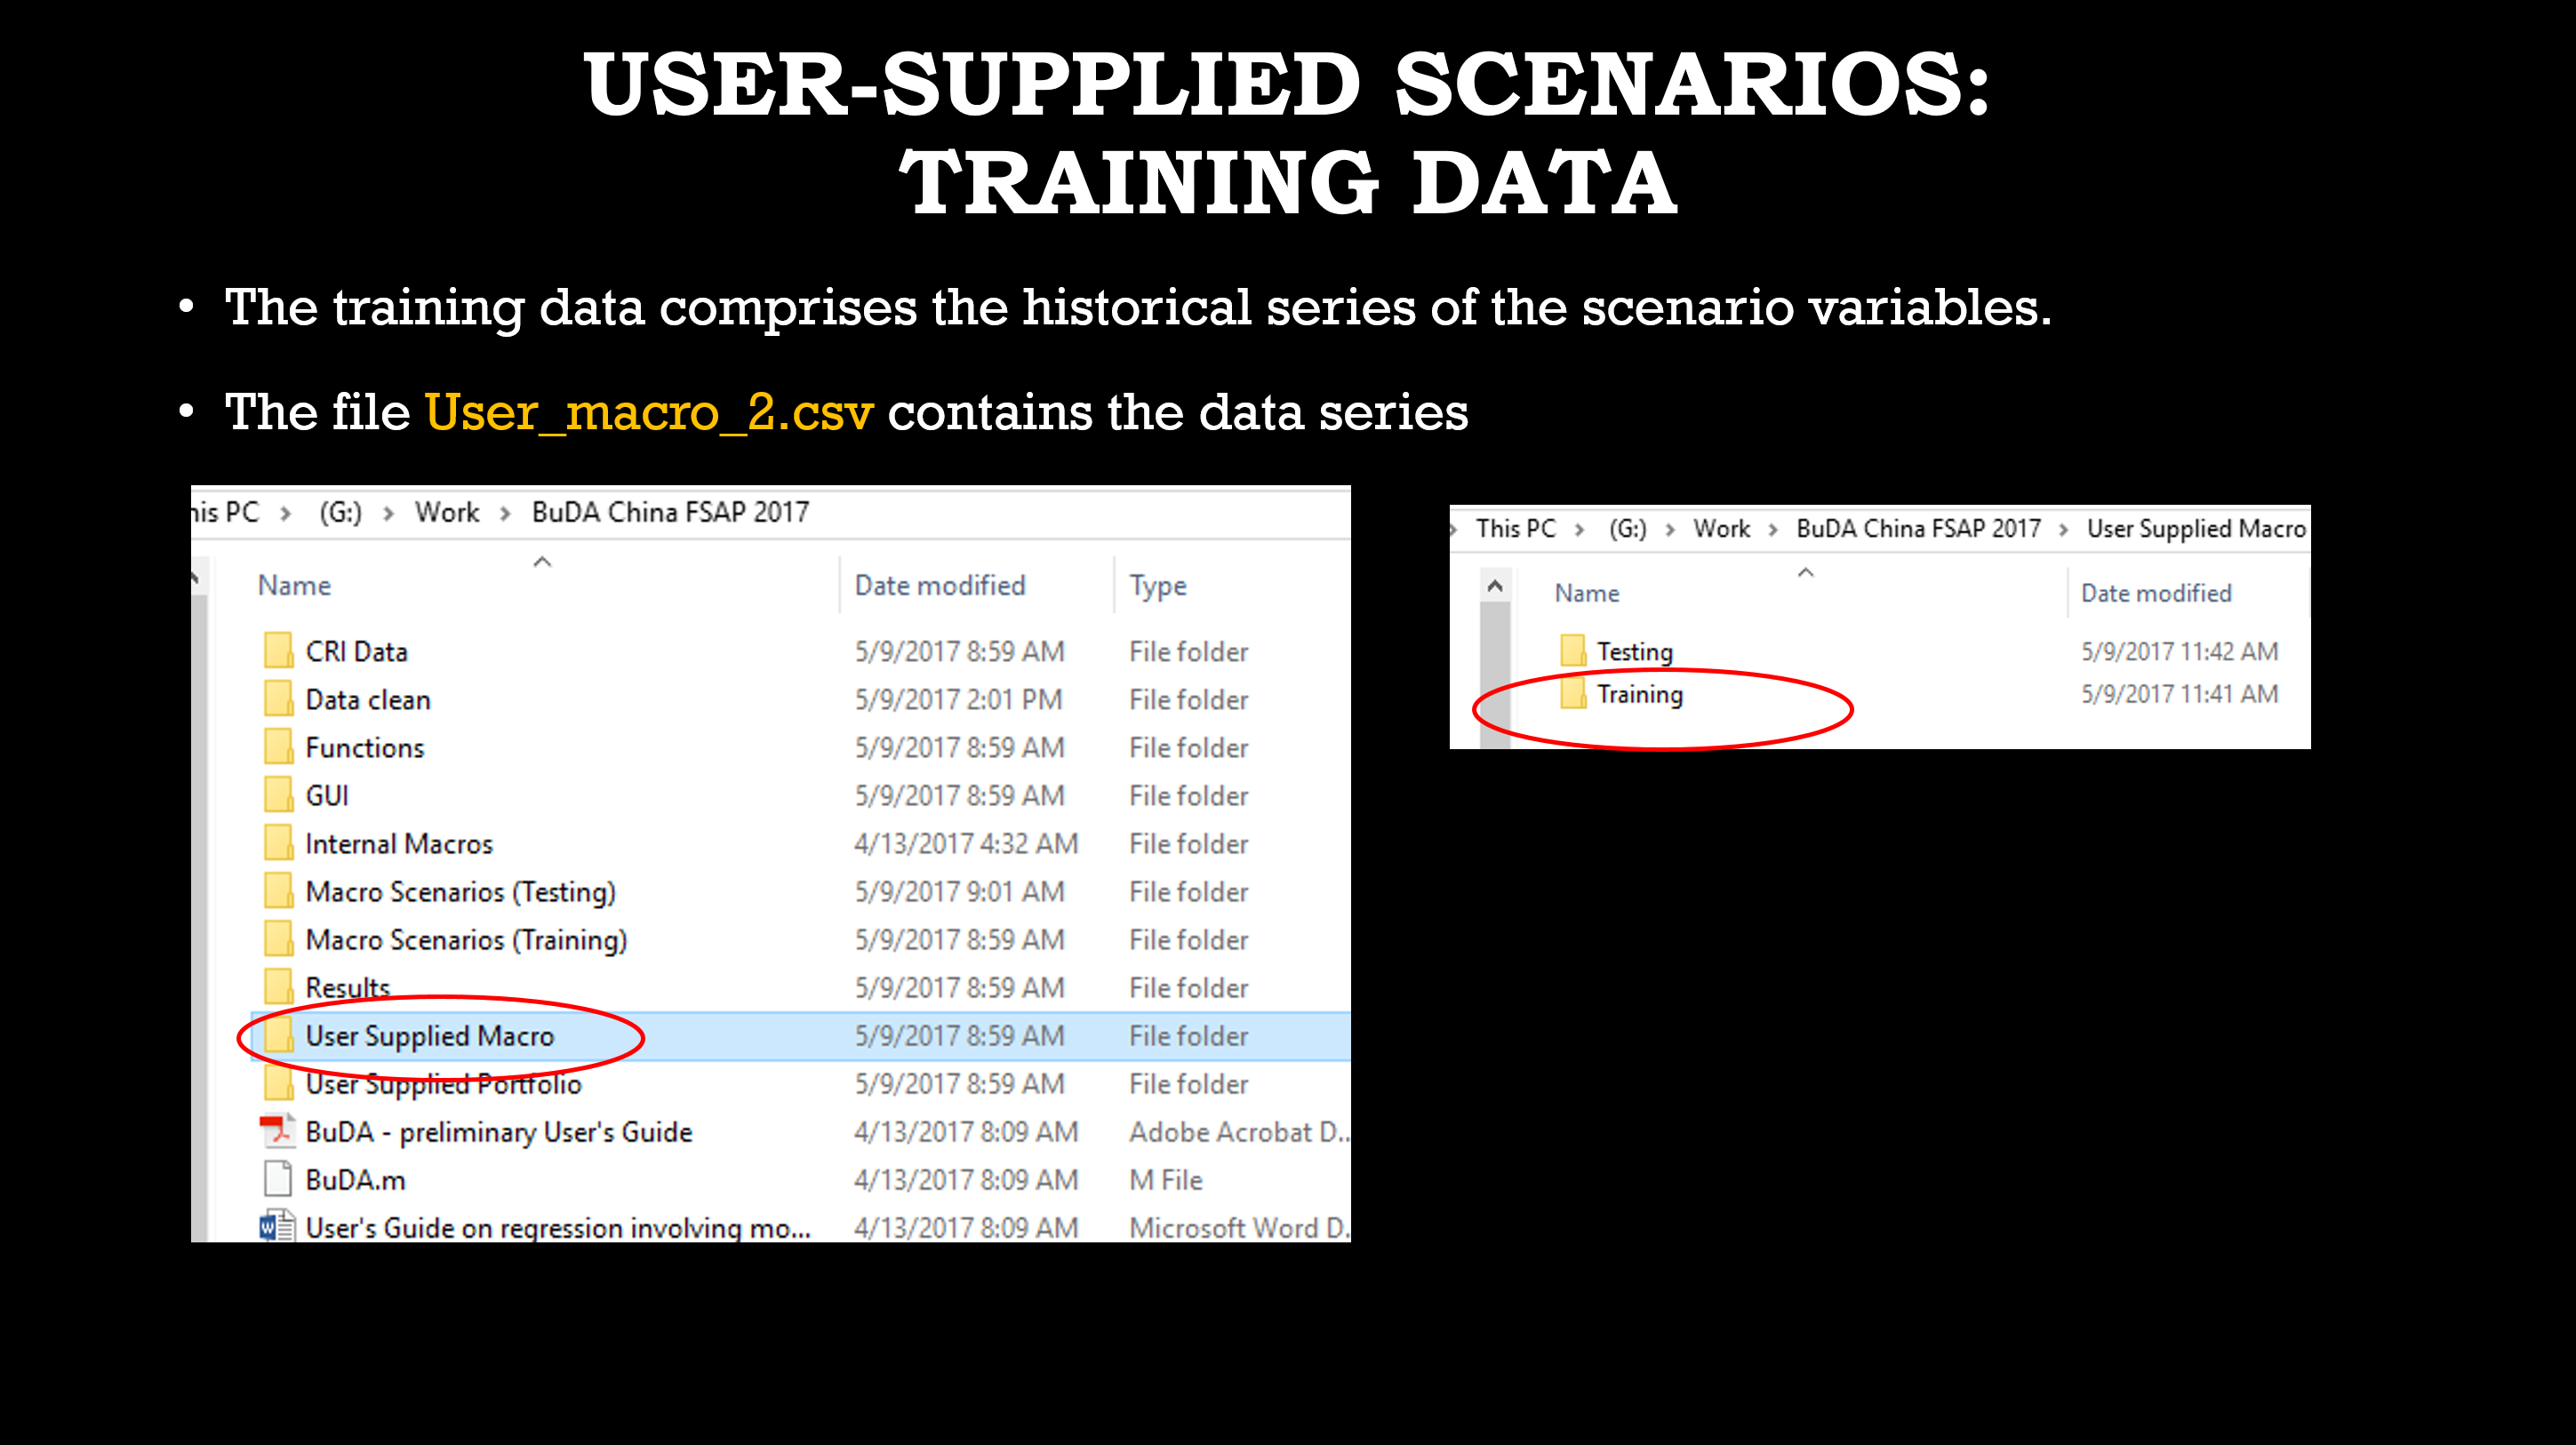 USER-SUPPLIED SCENARIOS:
TRAINING DATA
• The training data comprises the historical series of the scenario variables.
• The file User_macro_2.csv contains the data series
his PC > (G:) > Work > BuDA China FSAP 2017
Name Date modified Type
CRI Data 5/9/2017 8:59 AM File folder
Data clean 5/9/2017 2:01 PM File folder
Functions 5/9/2017 8:59 AM File folder
GUI 5/9/2017 8:59 AM File folder
Internal Macros 4/13/2017 4:32 AM File folder
Macro Scenarios (Testing) 5/9/2017 9:01 AM File folder
Macro Scenarios (Training) 5/9/2017 8:59 AM File folder
Results 5/9/2017 8:59 AM File folder
User Supplied Macro 5/9/2017 8:59 AM File folder
User Supplied Portfolio 5/9/2017 8:59 AM File folder
BuDA - preliminary User's Guide 4/13/2017 8:09 AM Adobe Acrobat D...
BuDA.m 4/13/2017 8:09 AM M File
User's Guide on regression involving mo... 4/13/2017 8:09 AM Microsoft Word D.
> This PC > (G:) > Work > BuDA China FSAP 2017 > User Supplied Macro
Name Date modified
Testing 5/9/2017 11:42 AM
Training 5/9/2017 11:41 AM